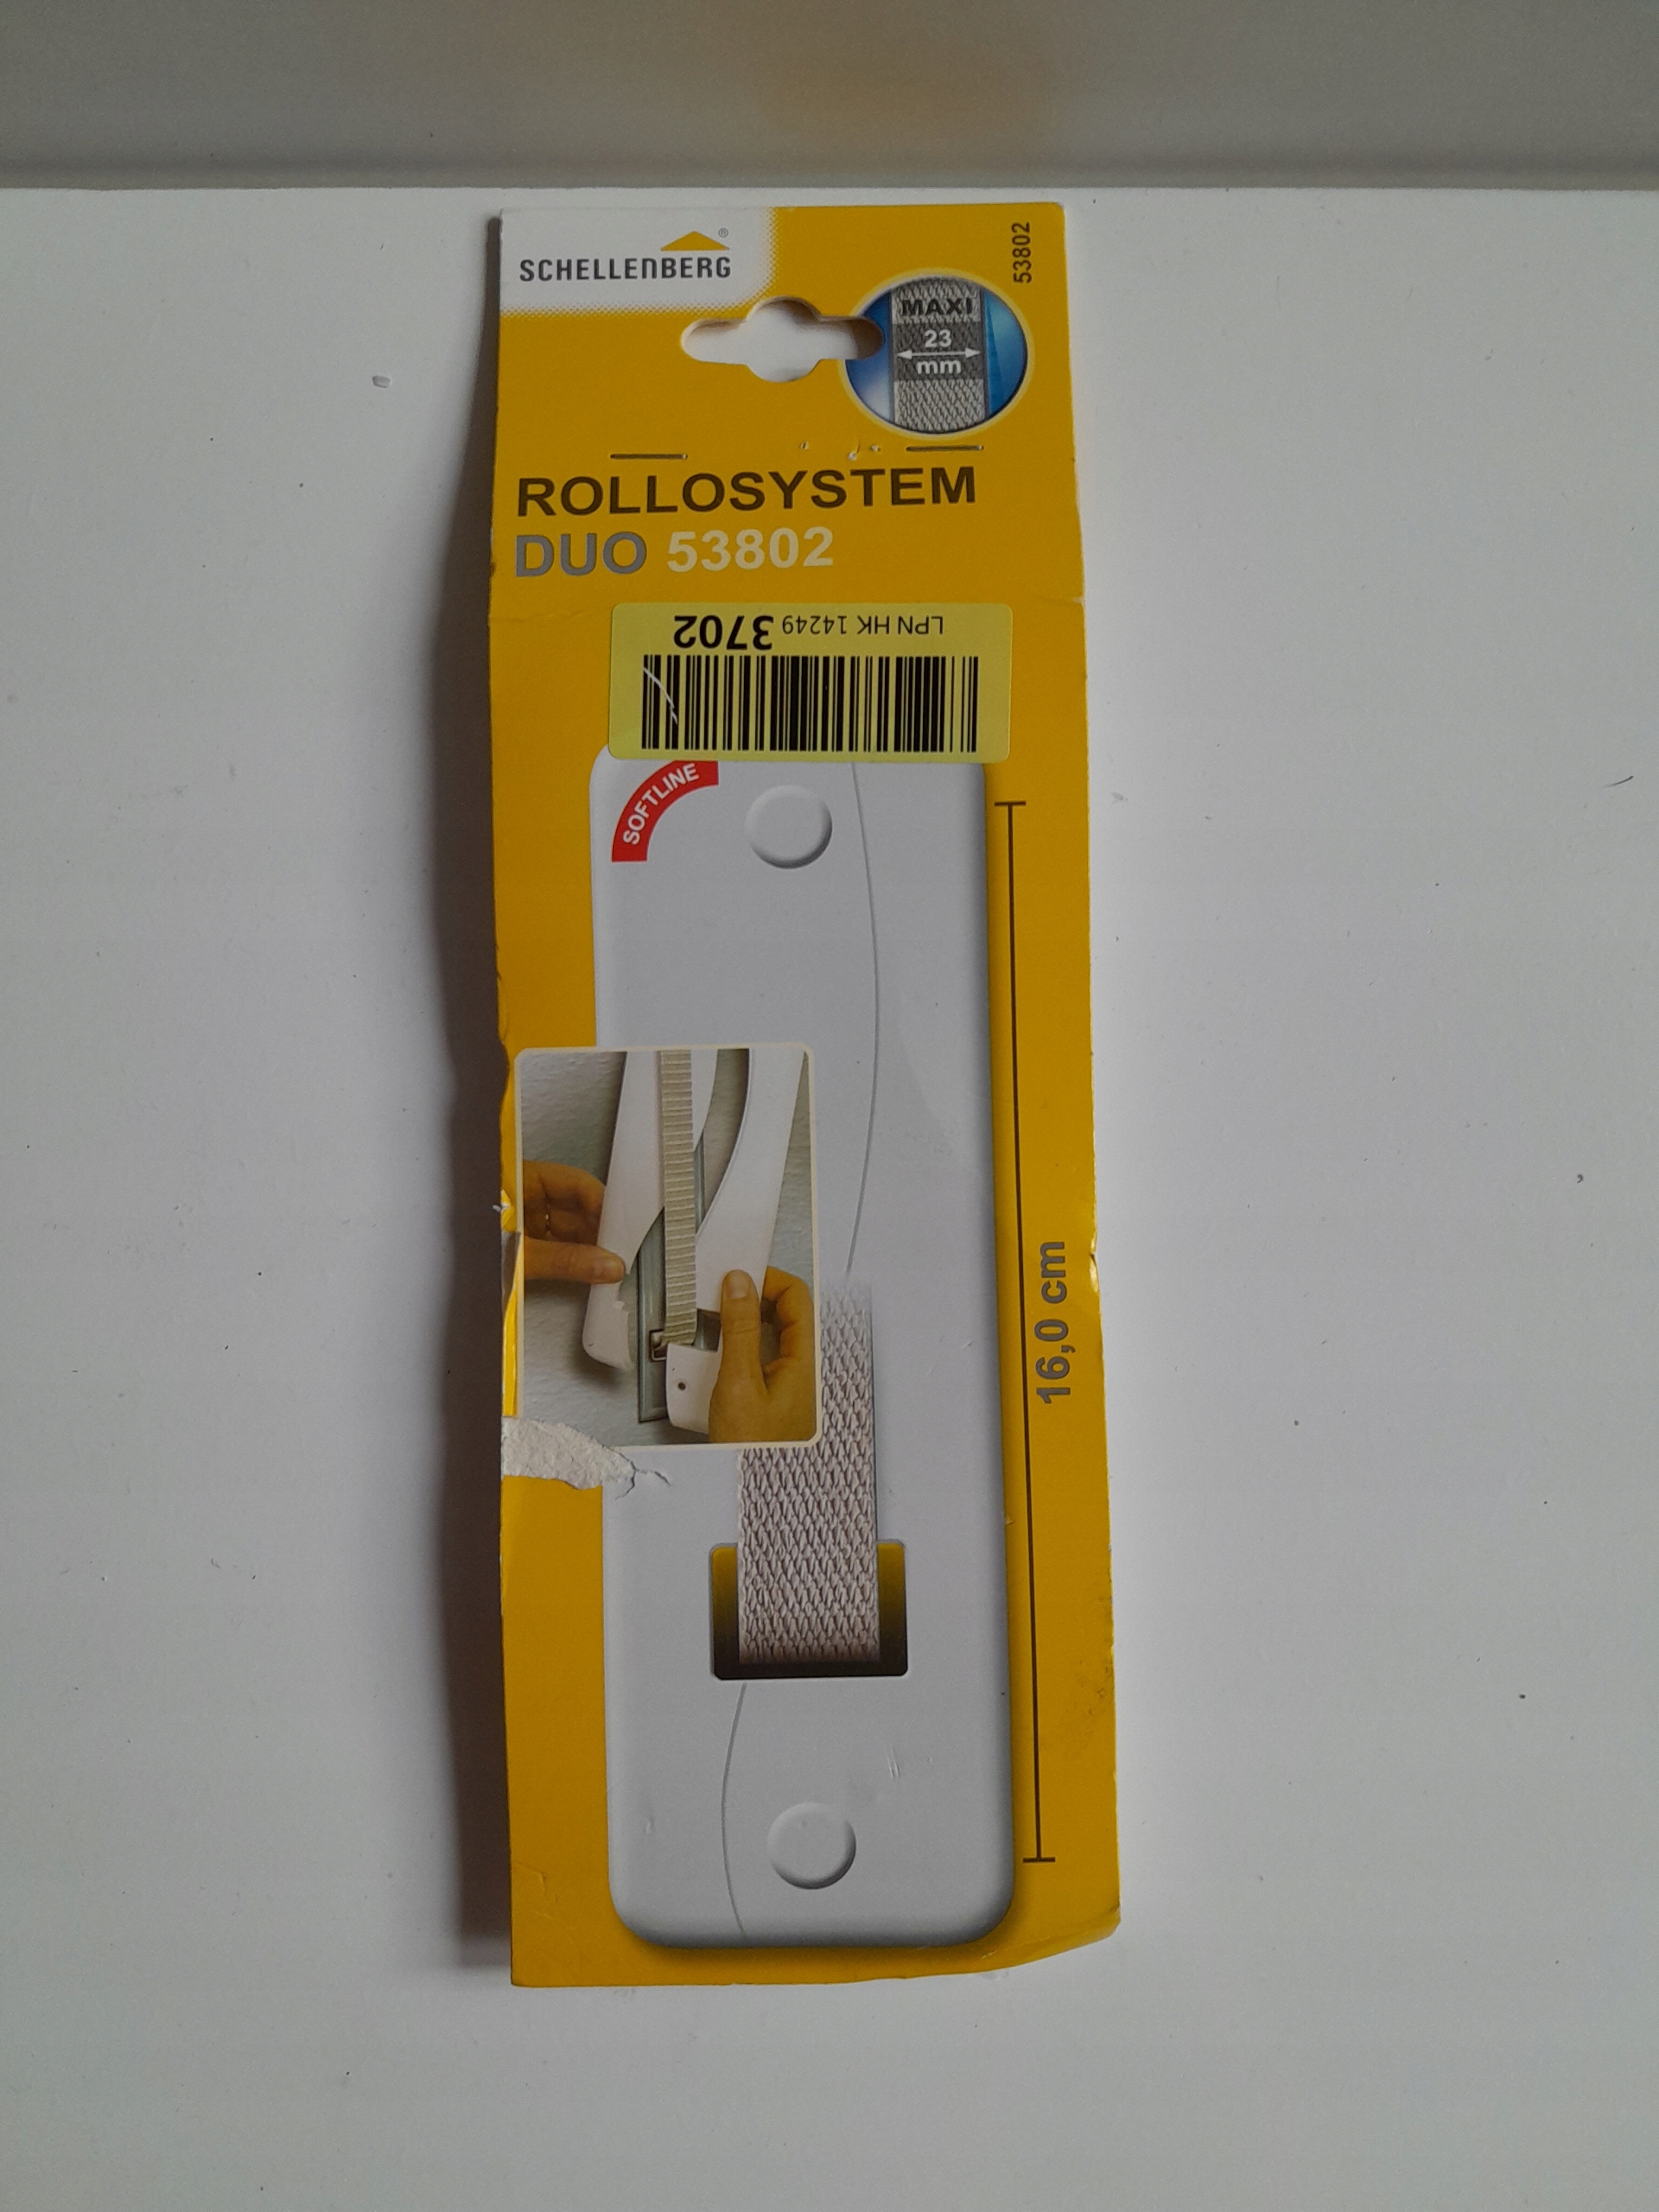 SCHELLENBERG®
53802
MAXI
23
mm
ROLLOSYSTEM
DUO 53802
LPN HK 14249 3702
SOFTLINE
16,0 cm